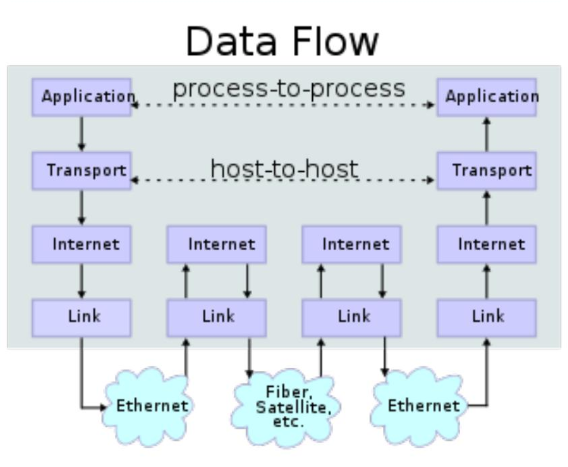 Data Flow
Application
process-to-process
Application
Transport
host-to-host
Transport
Internet
Internet
Internet
Internet
Link
Link
Link
Link
Ethernet
Fiber,
Satellite,
etc.
Ethernet